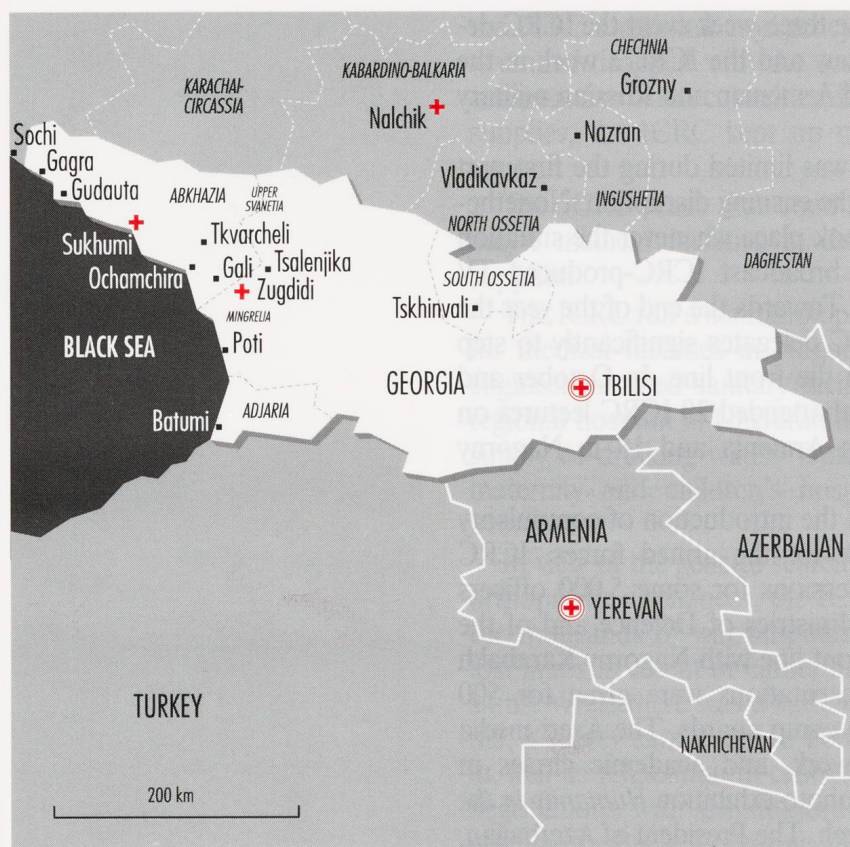 CHECHNIA
KABARDINO-BALKARIA
KARACHAI-
CIRCASSIA
Grozny
Nalchik
Nazran
Sochi
Gagra
Gudauta
ABKHAZIA
UPPER
SVANETIA
Vladikavkaz
INGUSHETIA
NORTH OSSETIA
Sukhumi
Tkvarcheli
DAGHESTAN
Ochamchira
Gali
Tsalenjika
SOUTH OSSETIA
Zugdidi
Tskhinvali
MINGRELIA
BLACK SEA
Poti
GEORGIA
TBILISI
Batumi
ADJARIA
ARMENIA
AZERBAIJAN
YEREVAN
TURKEY
NAKHICHEVAN
200 km